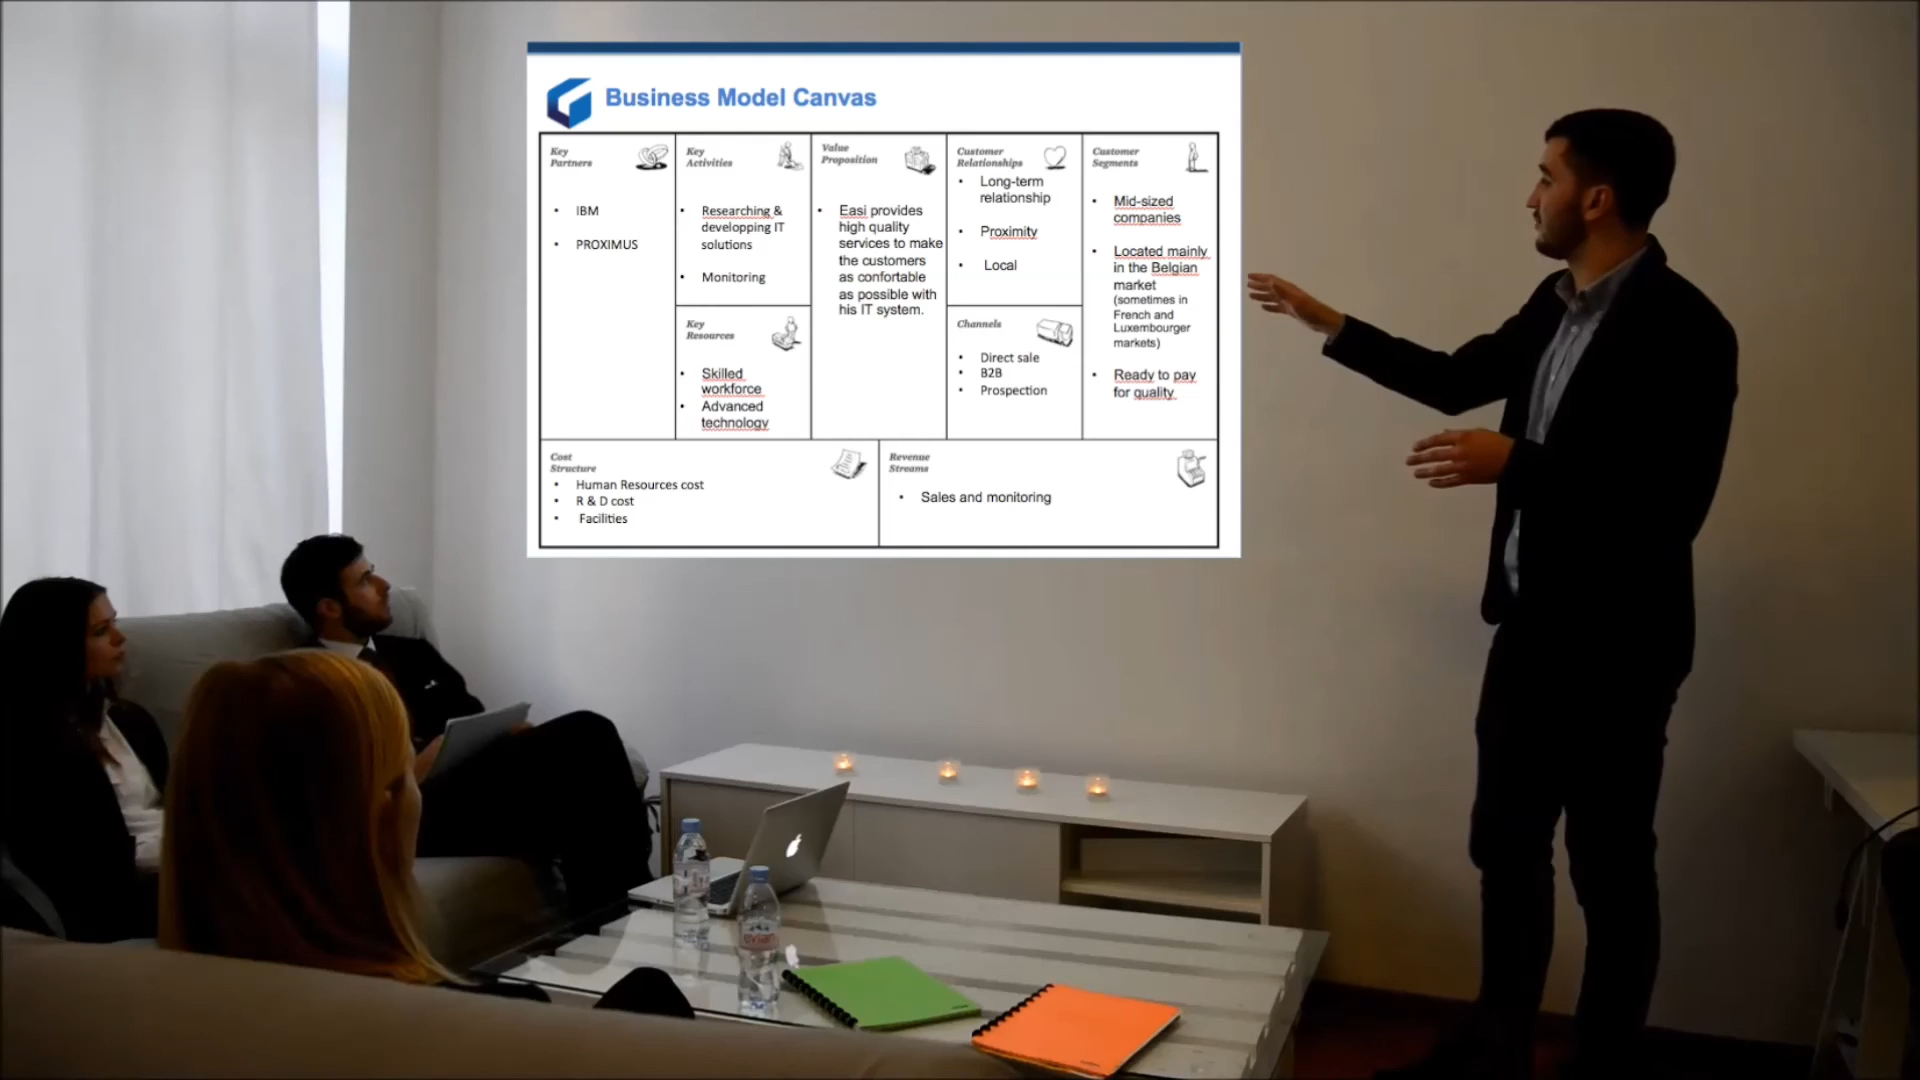 Business Model Canvas
Key
Partners
IBM
PROXIMUS
Key
Activities
Researching &
developping IT
solutions
Monitoring
Key
Resources
Skilled
workforce
Advanced
technology
Value
Proposition
Easi provides
high quality
services to make
the customers
as confortable
as possible with
his IT system.
Customer
Relationships
Long-term
relationship
Proximity
Local
Channels
Direct sale
B2B
Prospection
Customer
Segments
Mid-sized
companies
Located mainly
in the Belgian
market
(sometimes in
French and
Luxembourger
markets)
Ready to pay
for quality
Cost
Structure
Human Resources cost
R & D cost
Facilities
Revenue
Streams
Sales and monitoring
evian